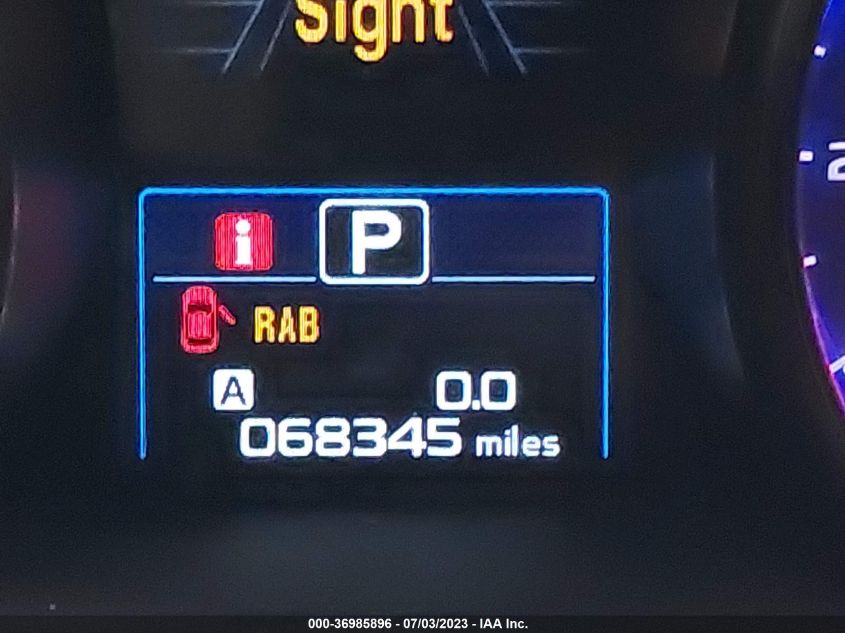 Sight
i P
RAB
2
A 0.0
068345 miles
000-36985896 - 07/03/2023 - IAA Inc.